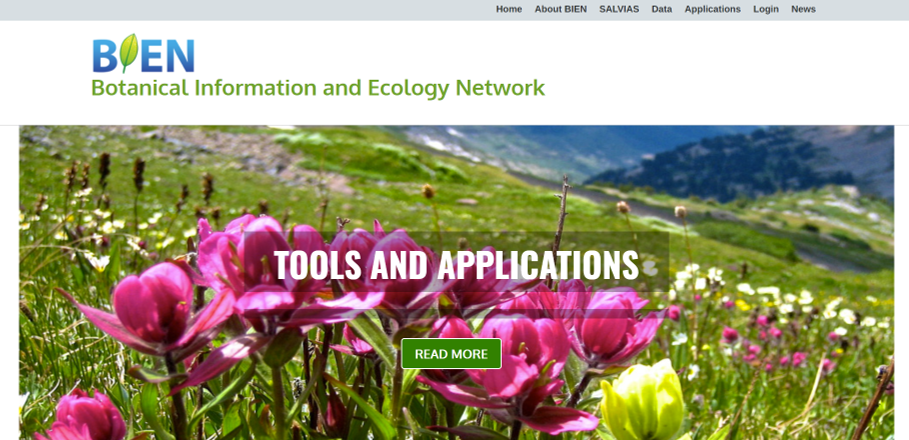 Home About BIEN SALVIAS Data Applications Login News
BIEN
Botanical Information and Ecology Network
TOOLS AND APPLICATIONS
READ MORE